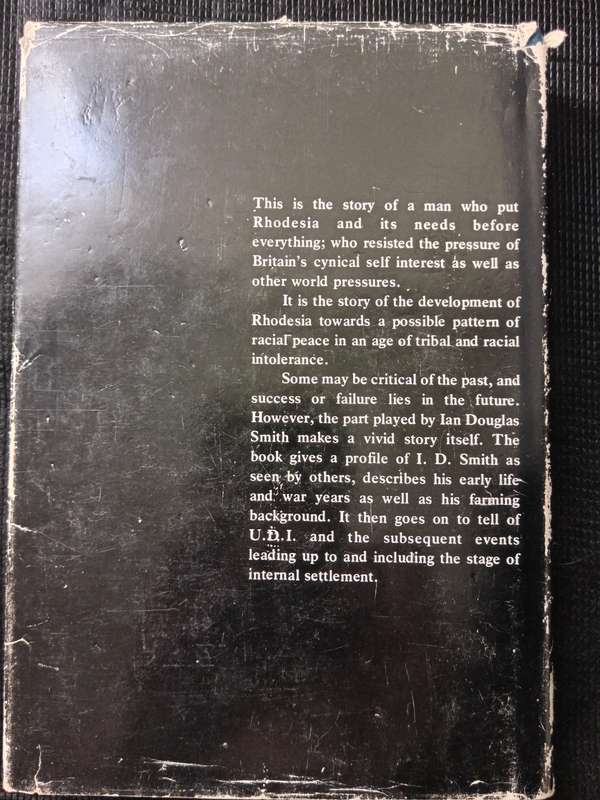 This is the story of a man who put
Rhodesia and its needs before
everything; who resisted the pressure of
Britain's cynical self interest as well as
other world pressures.
It is the story of the development of
Rhodesia towards a possible pattern of
racial peace in an age of tribal and racial
intolerance.
Some may be critical of the past, and
success or failure lies in the future.
However, the part played by Ian Douglas
Smith makes a vivid story itself. The
book gives a profile of I. D. Smith as
seen by others, describes his early life
and war years as well as his farming
background. It then goes on to tell of
U.D.I. and the subsequent events
leading up to and including the stage of
internal settlement.